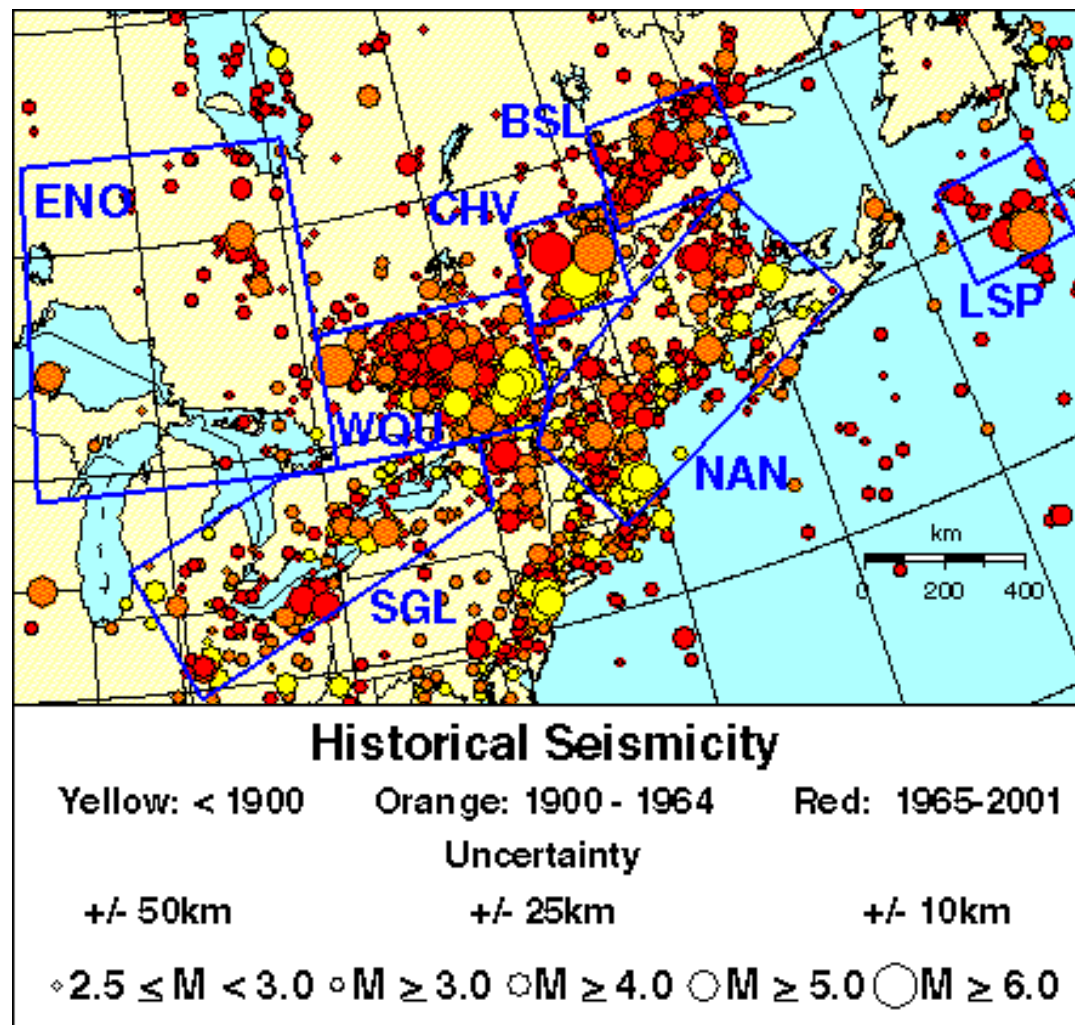 BSL
ENO
CHV
LSP
WQU
NAN
SGL
km
0 200 400
Historical Seismicity
Yellow: < 1900 Orange: 1900 - 1964 Red: 1965-2001
Uncertainty
+/- 50km +/- 25km +/- 10km
2.5 ≤ M < 3.0 M ≥ 3.0 M ≥ 4.0 M ≥ 5.0 M ≥ 6.0